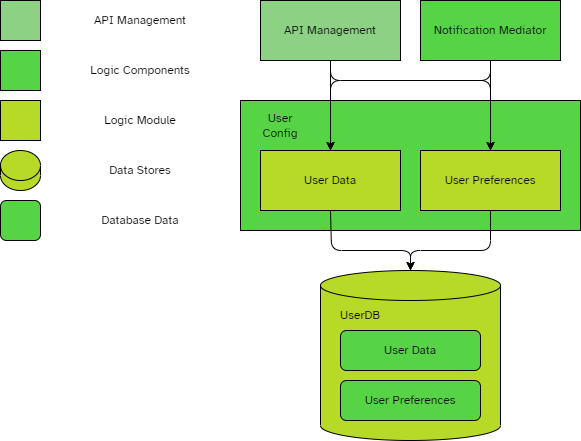 API Management
Logic Components
Logic Module
Data Stores
Database Data
API Management
Notification Mediator
User
Config
User Data
User Preferences
UserDB
User Data
User Preferences